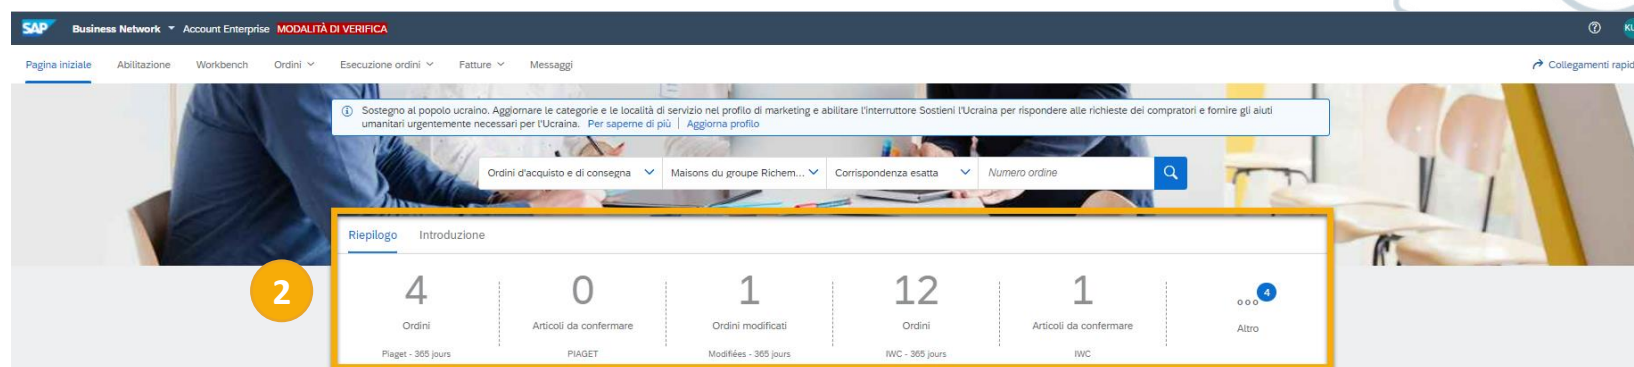 SAP Business Network Account Enterprise MODALITÀ DI VERIFICA
Pagina iniziale Abilitazione Workbench Ordini Esecuzione ordini Fatture Messaggi Collegamenti rapid
Sostegno al popolo ucraino. Aggiornare le categorie e le località di servizio nel profilo di marketing e abilitare l'interruttore Sostieni l'Ucraina per rispondere alle richieste dei compratori e fornire gli aiuti
umanitari urgentemente necessari per l'Ucraina. Per saperne di più | Aggiorna profilo
Ordini d'acquisto e di consegna Maisons du groupe Richem... Corrispondenza esatta Numero ordine
Riepilogo Introduzione
2
4 0 1 12 1 4
Ordini Articoli da confermare Ordini modificati Ordini Articoli da confermare Altro
Piaget - 365 jours PIAGET Modifiées - 365 jours IWC - 365 jours IWC